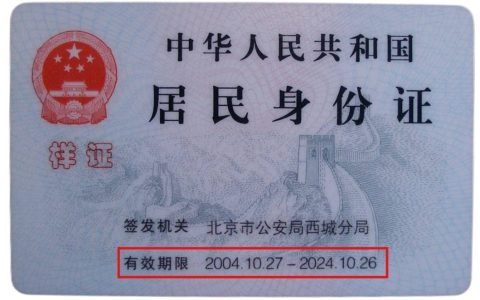 中华人民共和国
居民身份证
样证
签发机关 北京市公安局西城分局
有效期限 2004.10.27-2024.10.26